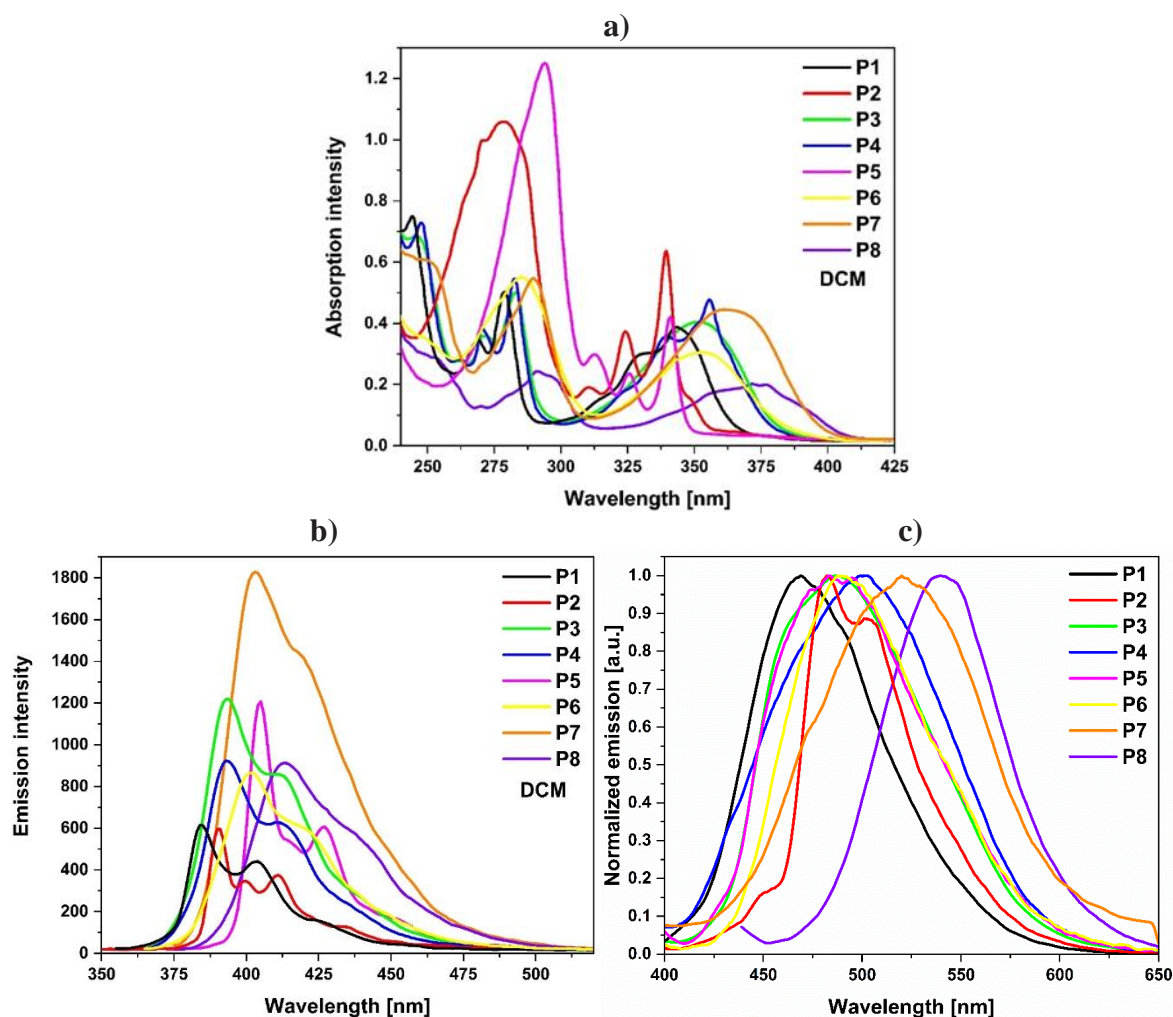 a)
P1
P2
P3
P4
P5
P6
P7
P8
DCM
Absorption intensity
1.2
1.0
0.8
0.6
0.4
0.2
0.0
250 275 300 325 350 375 400 425
Wavelength [nm]
b)
P1
P2
P3
P4
P5
P6
P7
P8
DCM
Emission intensity
1800
1600
1400
1200
1000
800
600
400
200
0
350 375 400 425 450 475 500
Wavelength [nm]
c)
P1
P2
P3
P4
P5
P6
P7
P8
Normalized emission [a.u.]
1.0
0.9
0.8
0.7
0.6
0.5
0.4
0.3
0.2
0.1
0.0
400 450 500 550 600 650
Wavelength [nm]